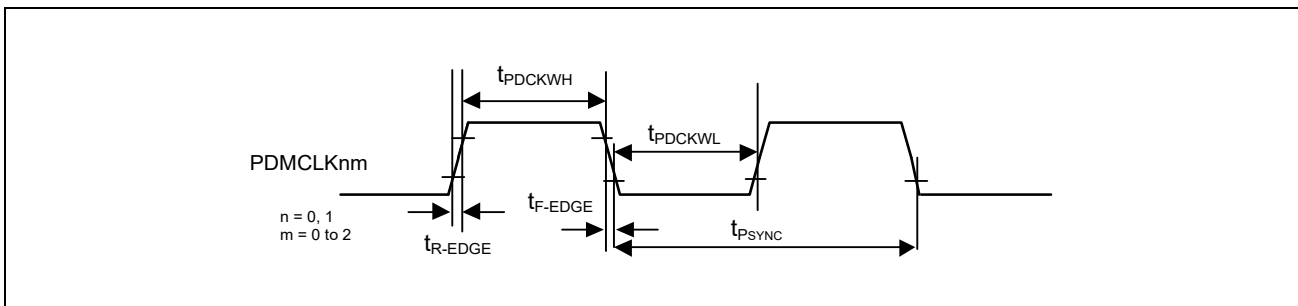 tPDCKWH
tPDCKWL
PDMCLKnm
tF-EDGE
n = 0, 1
m = 0 to 2
tR-EDGE
tPSYNC